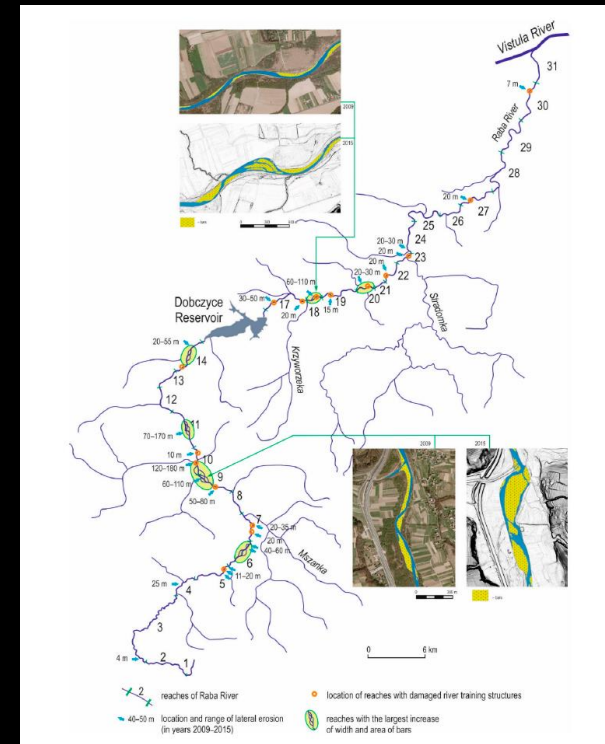 Vistula River
31
7 m
30
Raba River
29
28
2009
2015
20 m
27
26
25
24
20–30 m
20 m
23
20 m
22
20–30 m
21
20
60–110 m
19
18
15 m
20 m
17
30–50 m
Stradomka
Dobczyce
Reservoir
Krzyworzeka
20–55 m
14
13
12
11
70–170 m
10 m
10
120–180 m
9
60–110 m
50–80 m
8
2009
7
20–35 m
20 m
40–60 m
Mszanka
6
5
11–20 m
25 m
4
3
4 m
2
1
0 6 km
2 reaches of Raba River
location of reaches with damaged river training structures
40–50 m location and range of lateral erosion
(in years 2009–2015)
reaches with the largest increase
of width and area of bars